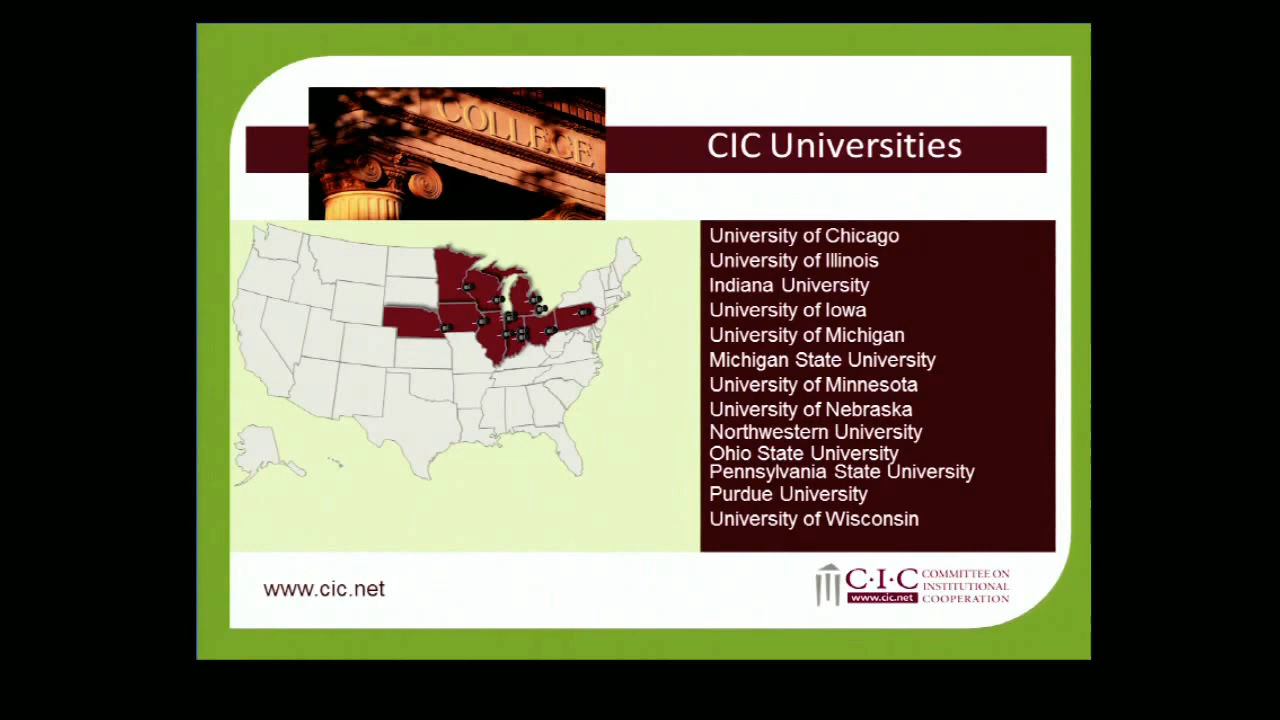 COLLEGE
CIC Universities
University of Chicago
University of Illinois
Indiana University
University of Iowa
University of Michigan
Michigan State University
University of Minnesota
University of Nebraska
Northwestern University
Ohio State University
Pennsylvania State University
Purdue University
University of Wisconsin
www.cic.net
C·I·C
www.cic.net
COMMITTEE ON
INSTITUTIONAL
COOPERATION